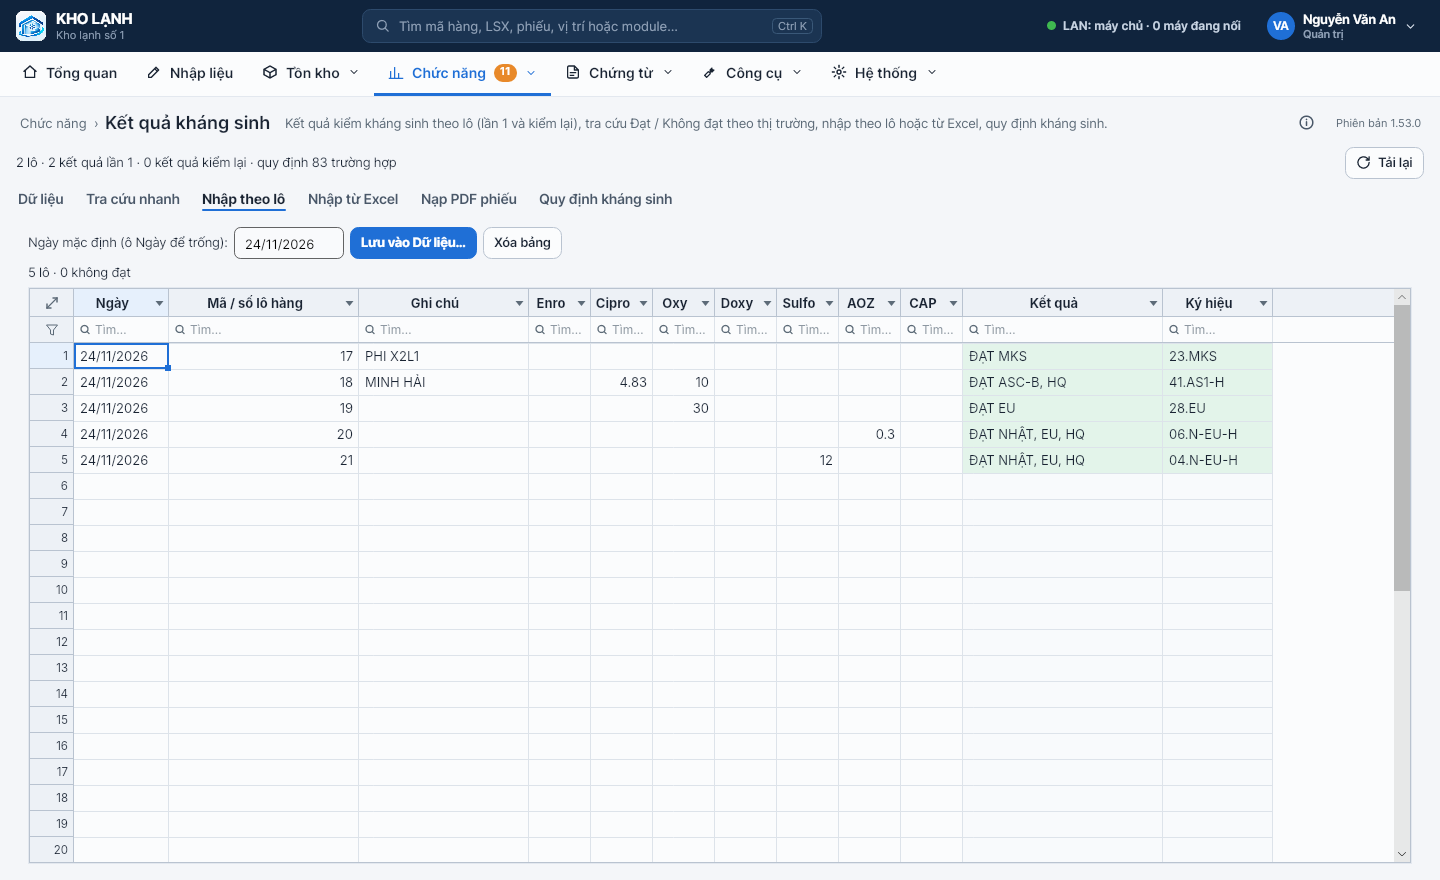 KHO LẠNH
Kho lạnh số 1
Tìm mã hàng, LSX, phiếu, vị trí hoặc module...
Ctrl K
LAN: máy chủ · 0 máy đang nối
VA
Nguyễn Văn An
Quản trị
Tổng quan
Nhập liệu
Tồn kho
Chức năng 11
Chứng từ
Công cụ
Hệ thống
Chức năng › Kết quả kháng sinh
Kết quả kiểm kháng sinh theo lô (lần 1 và kiểm lại), tra cứu Đạt / Không đạt theo thị trường, nhập theo lô hoặc từ Excel, quy định kháng sinh.
Phiên bản 1.53.0
2 lô · 2 kết quả lần 1 · 0 kết quả kiểm lại · quy định 83 trường hợp
Tải lại
Dữ liệu
Tra cứu nhanh
Nhập theo lô
Nhập từ Excel
Nạp PDF phiếu
Quy định kháng sinh
Ngày mặc định (ô Ngày để trống): 24/11/2026 Lưu vào Dữ liệu... Xóa bảng
5 lô · 0 không đạt
Ngày Mã / số lô hàng Ghi chú Enro Cipro Oxy Doxy Sulfo AOZ CAP Kết quả Ký hiệu
Tìm... Tìm... Tìm... Tìm... Tìm... Tìm... Tìm... Tìm... Tìm... Tìm... Tìm... Tìm...
1 24/11/2026 17 PHI X2L1 ĐẠT MKS 23.MKS
2 24/11/2026 18 MINH HẢI 4.83 10 ĐẠT ASC-B, HQ 41.AS1-H
3 24/11/2026 19 30 ĐẠT EU 28.EU
4 24/11/2026 20 0.3 ĐẠT NHẬT, EU, HQ 06.N-EU-H
5 24/11/2026 21 12 ĐẠT NHẬT, EU, HQ 04.N-EU-H
6
7
8
9
10
11
12
13
14
15
16
17
18
19
20